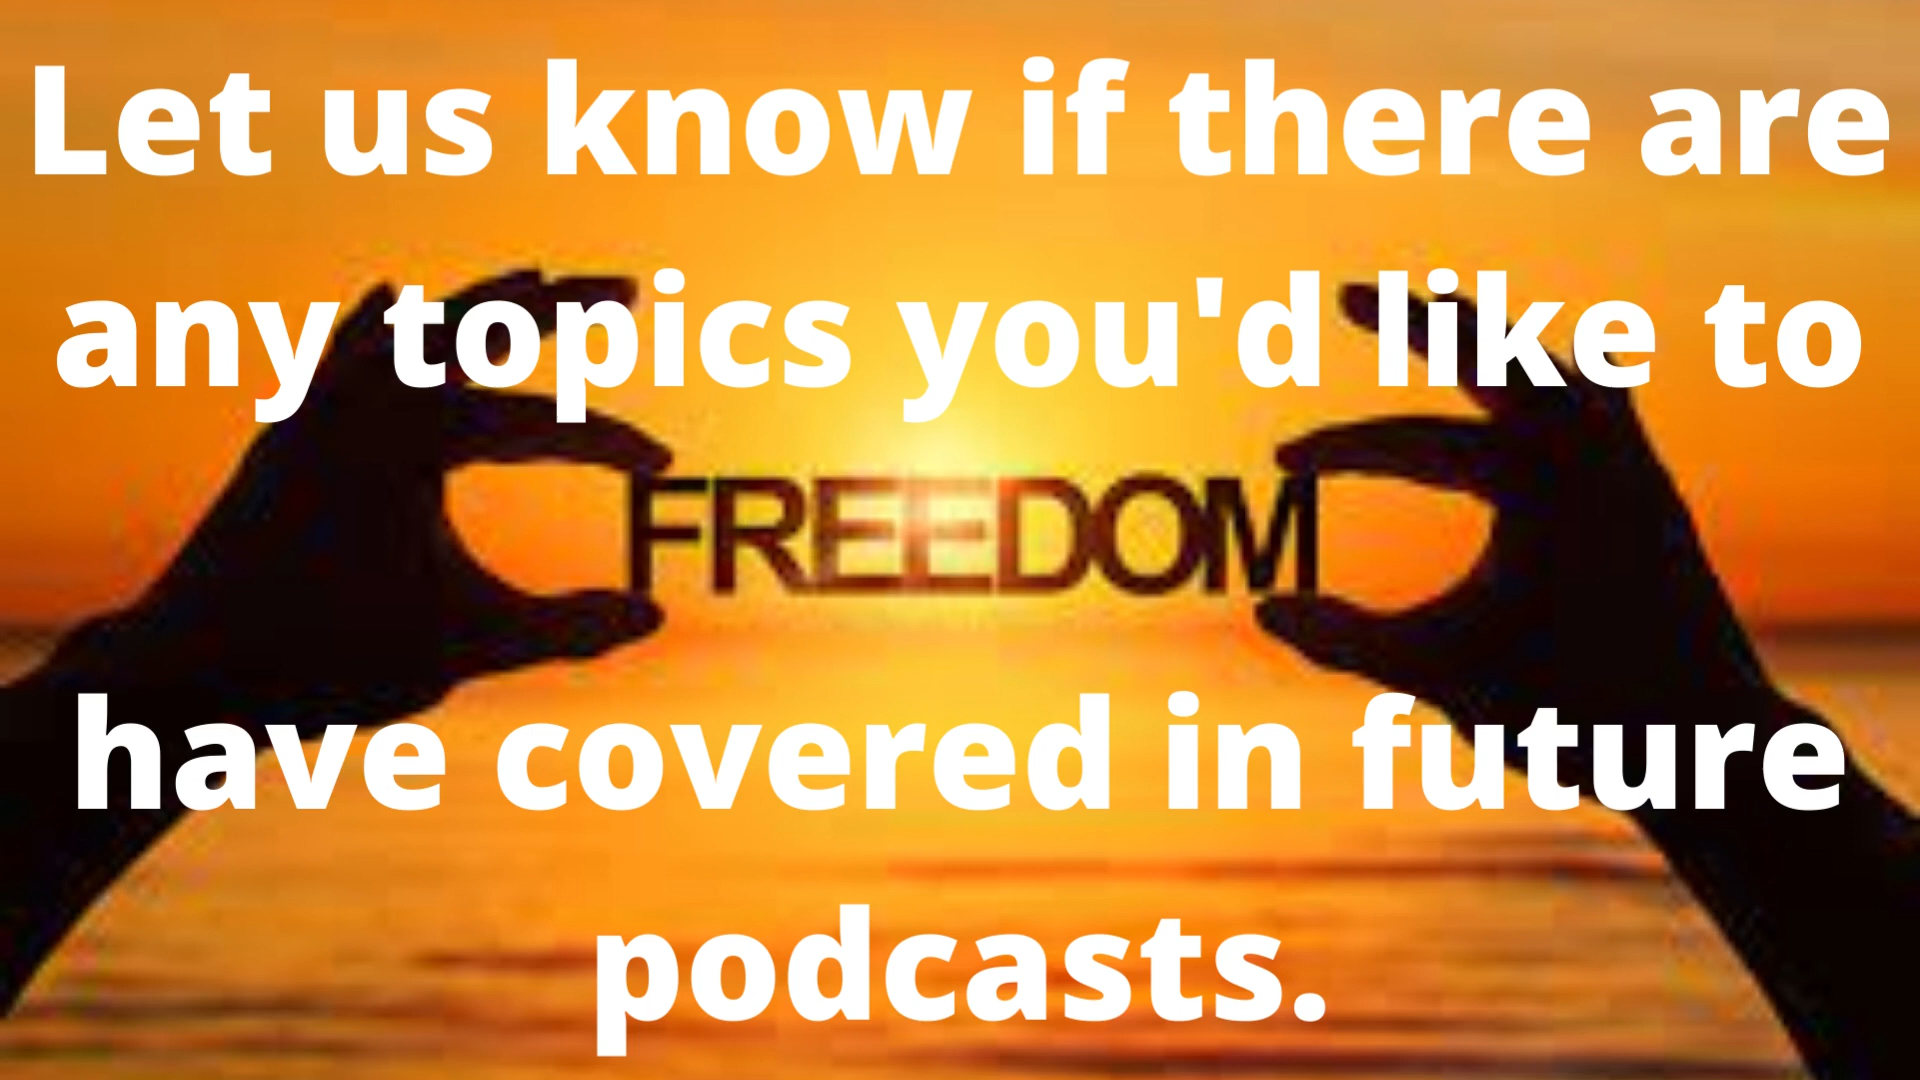 Let us know if there are
any topics you'd like to
FREEDOM
have covered in future
podcasts.